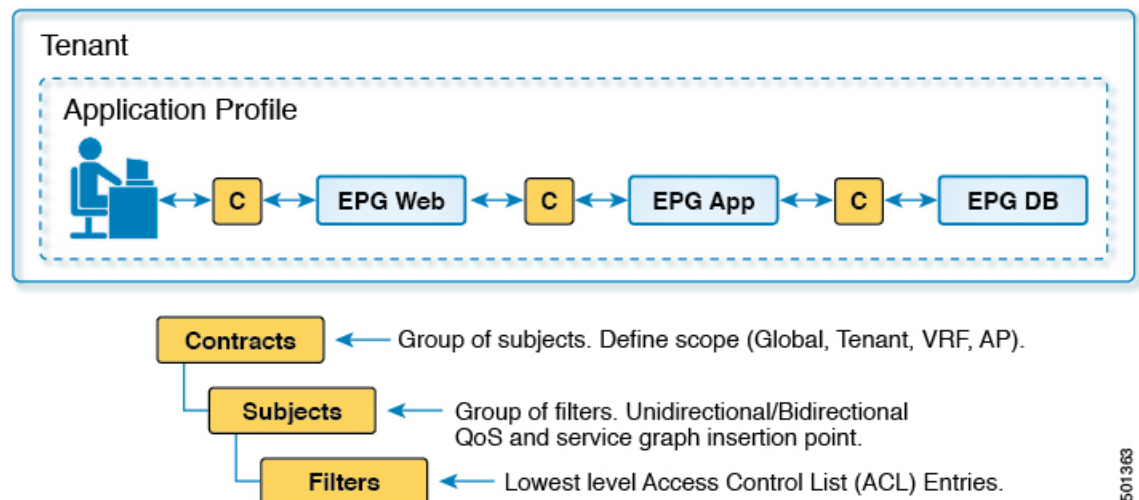 Tenant
Application Profile
C
EPG Web
C
EPG App
C
EPG DB
Contracts
Group of subjects. Define scope (Global, Tenant, VRF, AP).
Subjects
Group of filters. Unidirectional/Bidirectional
QoS and service graph insertion point.
Filters
Lowest level Access Control List (ACL) Entries.
501363